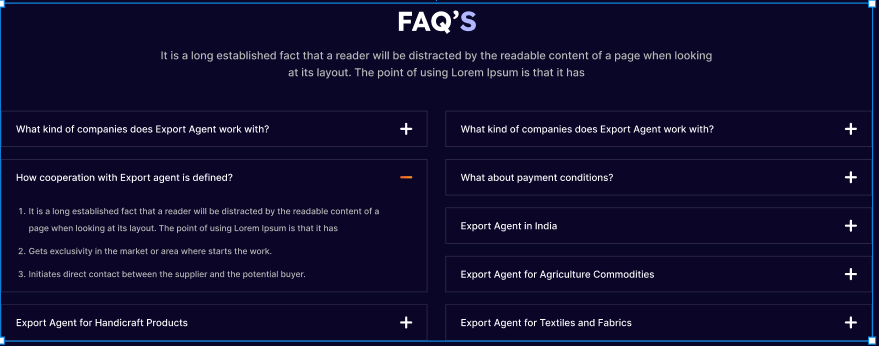 FAQ'S
It is a long established fact that a reader will be distracted by the readable content of a page when looking
at its layout. The point of using Lorem Ipsum is that it has
What kind of companies does Export Agent work with?
How cooperation with Export agent is defined?
1. It is a long established fact that a reader will be distracted by the readable content of a
page when looking at its layout. The point of using Lorem Ipsum is that it has
2. Gets exclusivity in the market or area where starts the work.
3. Initiates direct contact between the supplier and the potential buyer.
Export Agent for Handicraft Products
What kind of companies does Export Agent work with?
What about payment conditions?
Export Agent in India
Export Agent for Agriculture Commodities
Export Agent for Textiles and Fabrics